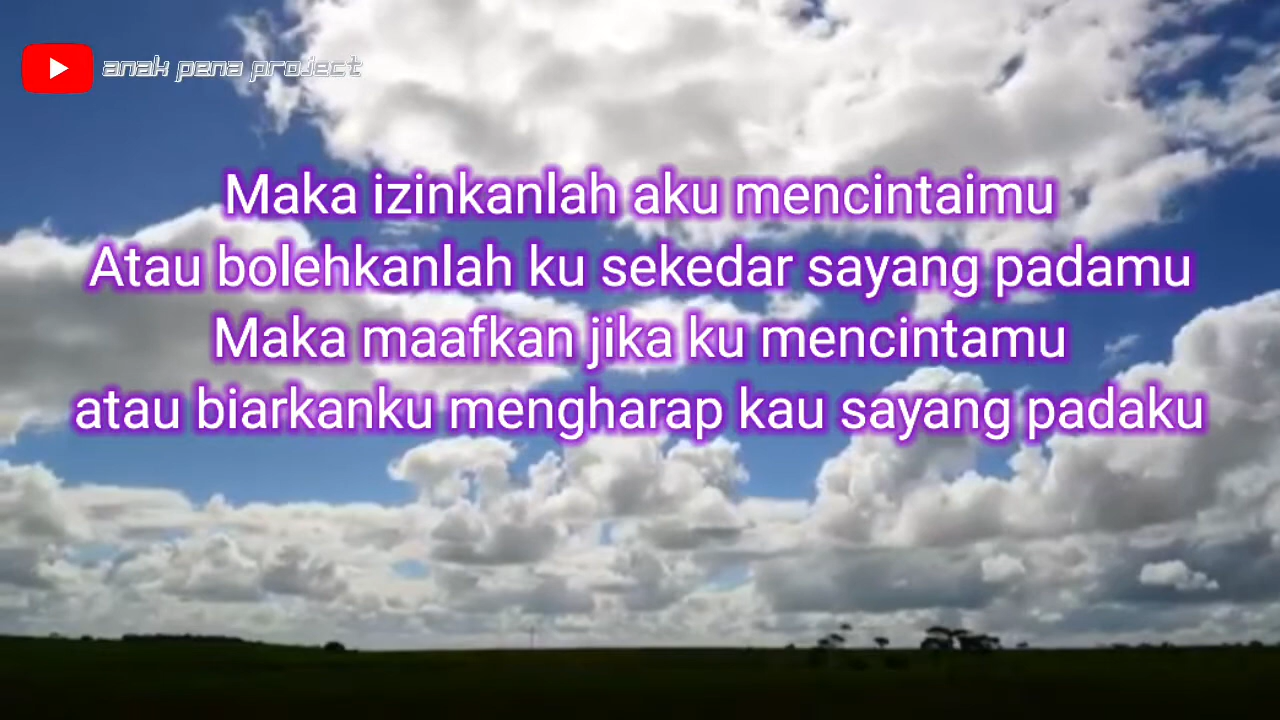 anak pena project
Maka izinkanlah aku mencintaimu
Atau bolehkanlah ku sekedar sayang padamu
Maka maafkan jika ku mencintamu
atau biarkanku mengharap kau sayang padaku